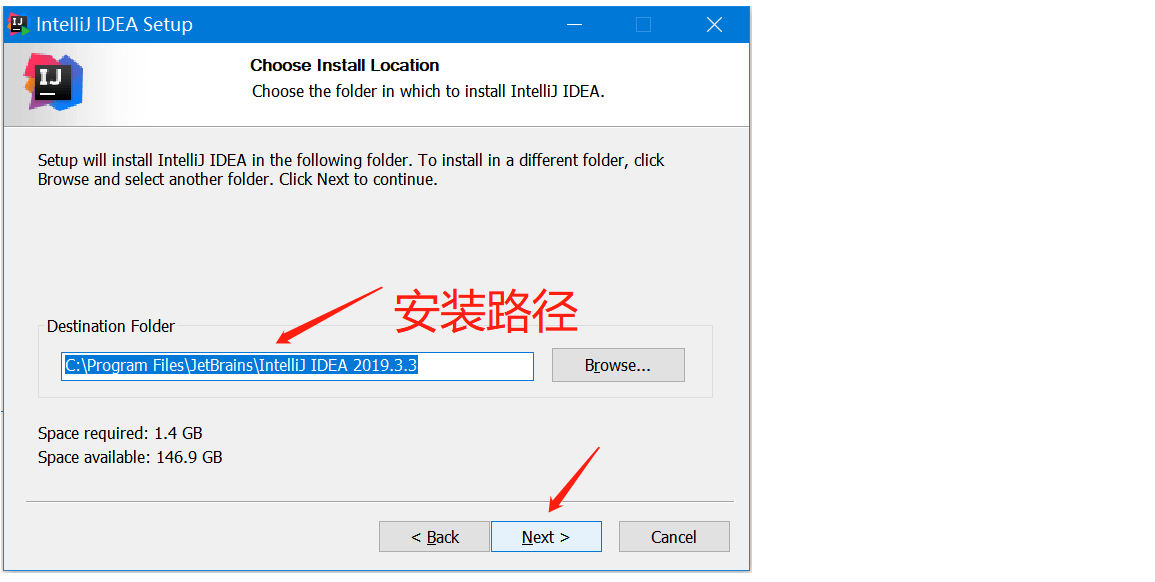 IntelliJ IDEA Setup
IJ
Choose Install Location
Choose the folder in which to install IntelliJ IDEA.
Setup will install IntelliJ IDEA in the following folder. To install in a different folder, click
Browse and select another folder. Click Next to continue.
安装路径
Destination Folder
C:\Program Files\JetBrains\IntelliJ IDEA 2019.3.3
Browse...
Space required: 1.4 GB
Space available: 146.9 GB
< Back
Next >
Cancel